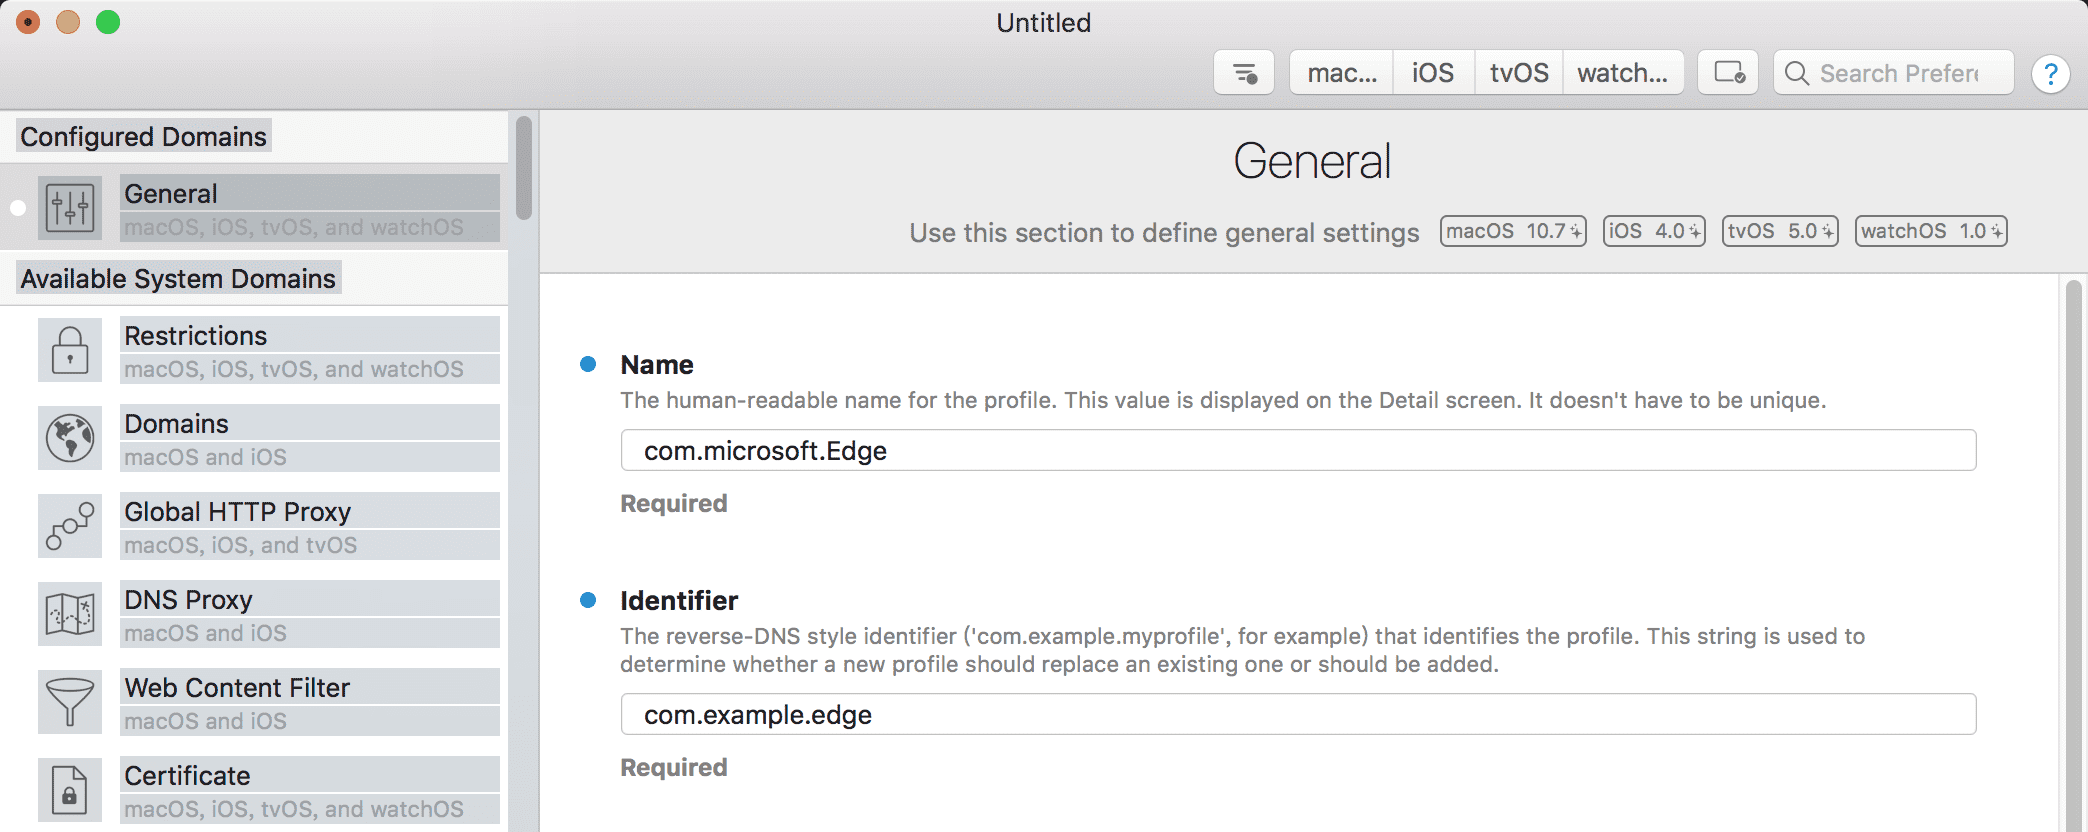 Untitled
mac... iOS tvOS watch... Search Prefere ?
Configured Domains
General
macOS, iOS, tvOS, and watchOS
Available System Domains
Restrictions
macOS, iOS, tvOS, and watchOS
Domains
macOS and iOS
Global HTTP Proxy
macOS, iOS, and tvOS
DNS Proxy
macOS and iOS
Web Content Filter
macOS and iOS
Certificate
macOS, iOS, tvOS, and watchOS
General
Use this section to define general settings macOS 10.7 iOS 4.0 tvOS 5.0 watchOS 1.0
Name
The human-readable name for the profile. This value is displayed on the Detail screen. It doesn't have to be unique.
com.microsoft.Edge
Required
Identifier
The reverse-DNS style identifier ('com.example.myprofile', for example) that identifies the profile. This string is used to
determine whether a new profile should replace an existing one or should be added.
com.example.edge
Required